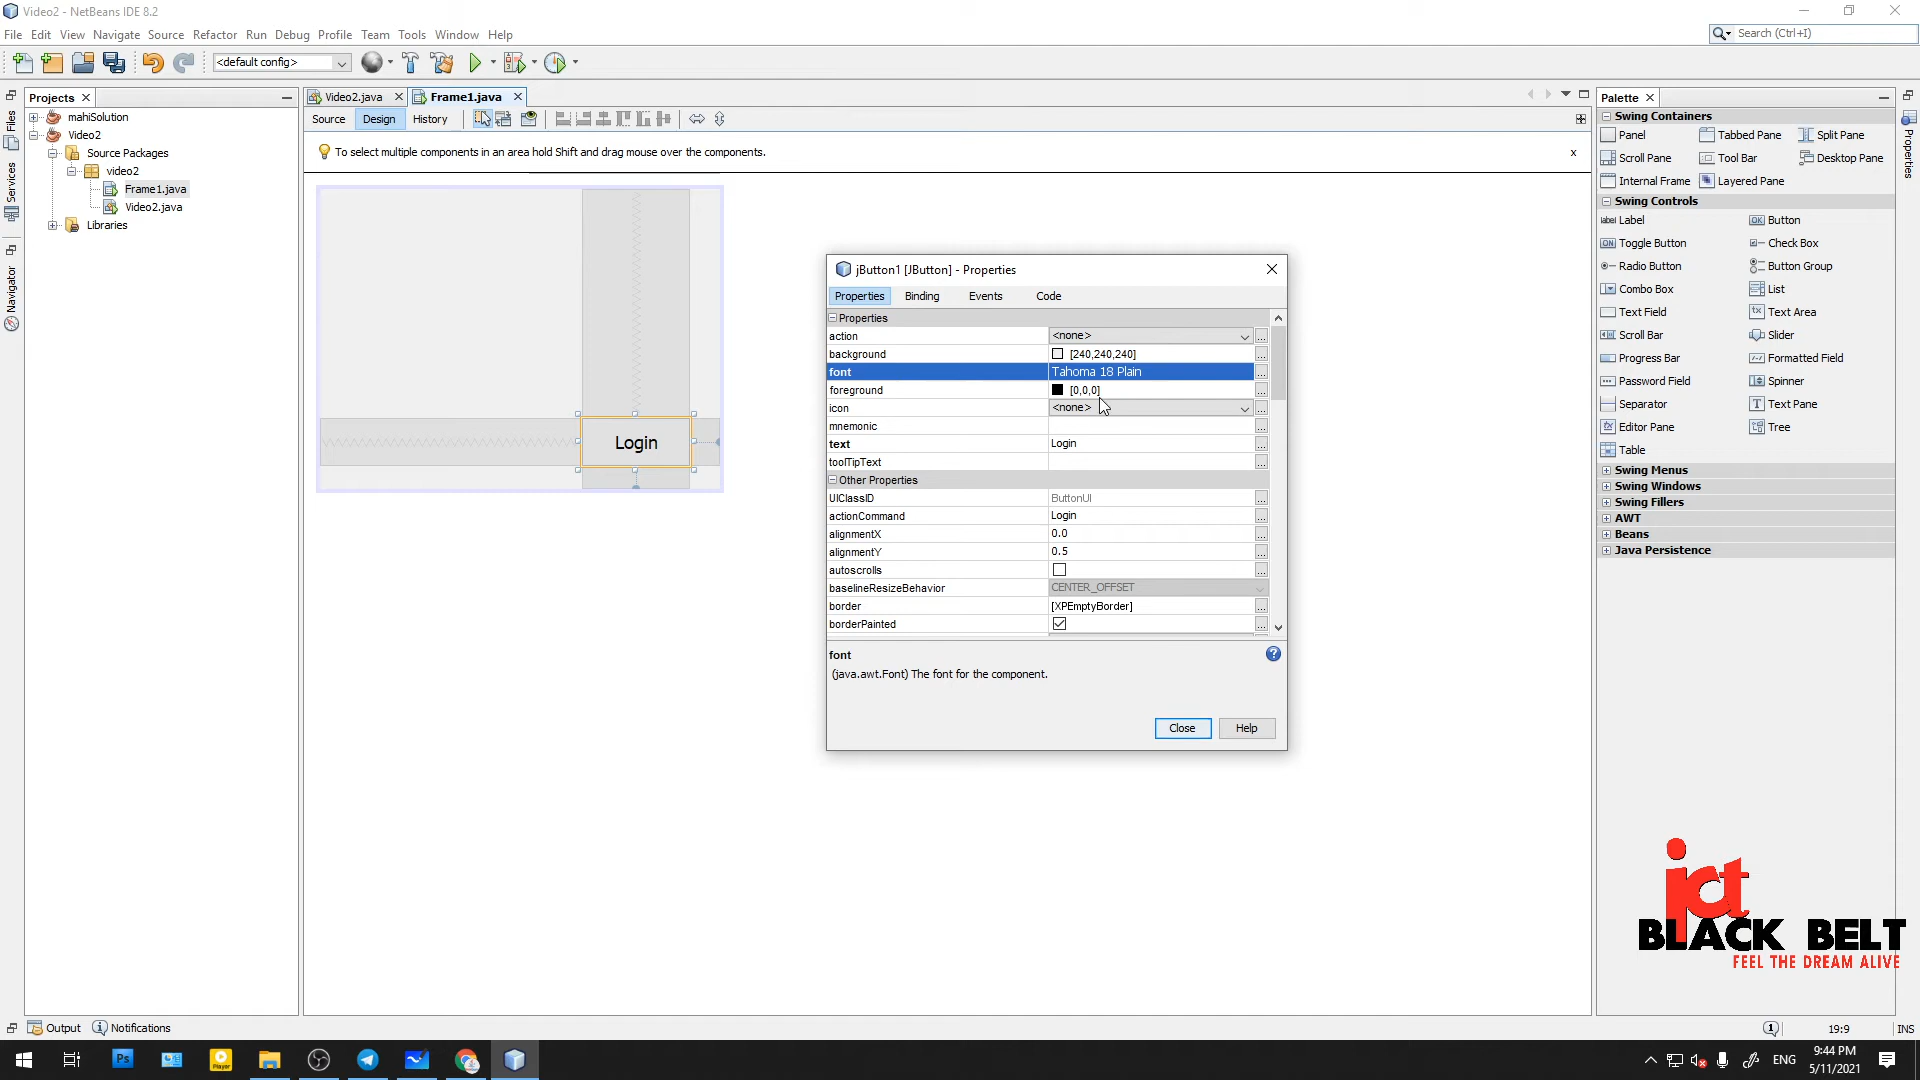 Video2 - NetBeans IDE 8.2
File Edit View Navigate Source Refactor Run Debug Profile Team Tools Window Help
Search (Ctrl+I)
<default config>
Projects
mahiSolution
Video2
Source Packages
video2
Frame1.java
Video2.java
Libraries
Files
Services
Navigator
Video2.java
Frame1.java
Source Design History
To select multiple components in an area hold Shift and drag mouse over the components.
x
Login
jButton1 [JButton] - Properties
Properties Binding Events Code
Properties
action <none> ...
background [240,240,240] ...
font Tahoma 18 Plain ...
foreground [0,0,0] ...
icon <none> ...
mnemonic ...
text Login ...
toolTipText ...
Other Properties
UIClassID ButtonUI ...
actionCommand Login ...
alignmentX 0.0 ...
alignmentY 0.5 ...
autoscrolls ...
baselineResizeBehavior CENTER_OFFSET
border [XPEmptyBorder] ...
borderPainted ...
font
(java.awt.Font) The font for the component.
Close Help
Palette
Swing Containers
Panel Tabbed Pane Split Pane
Scroll Pane Tool Bar Desktop Pane
Internal Frame Layered Pane
Swing Controls
label Label OK Button
ON Toggle Button Check Box
Radio Button Button Group
Combo Box List
Text Field Text Area
Scroll Bar Slider
Progress Bar Formatted Field
Password Field Spinner
Separator T Text Pane
Editor Pane Tree
Table
Swing Menus
Swing Windows
Swing Fillers
AWT
Beans
Java Persistence
Properties
ict
BLACK BELT
FEEL THE DREAM ALIVE
Output Notifications
1 19:9 INS
Ps
Player
ENG
9:44 PM
5/11/2021